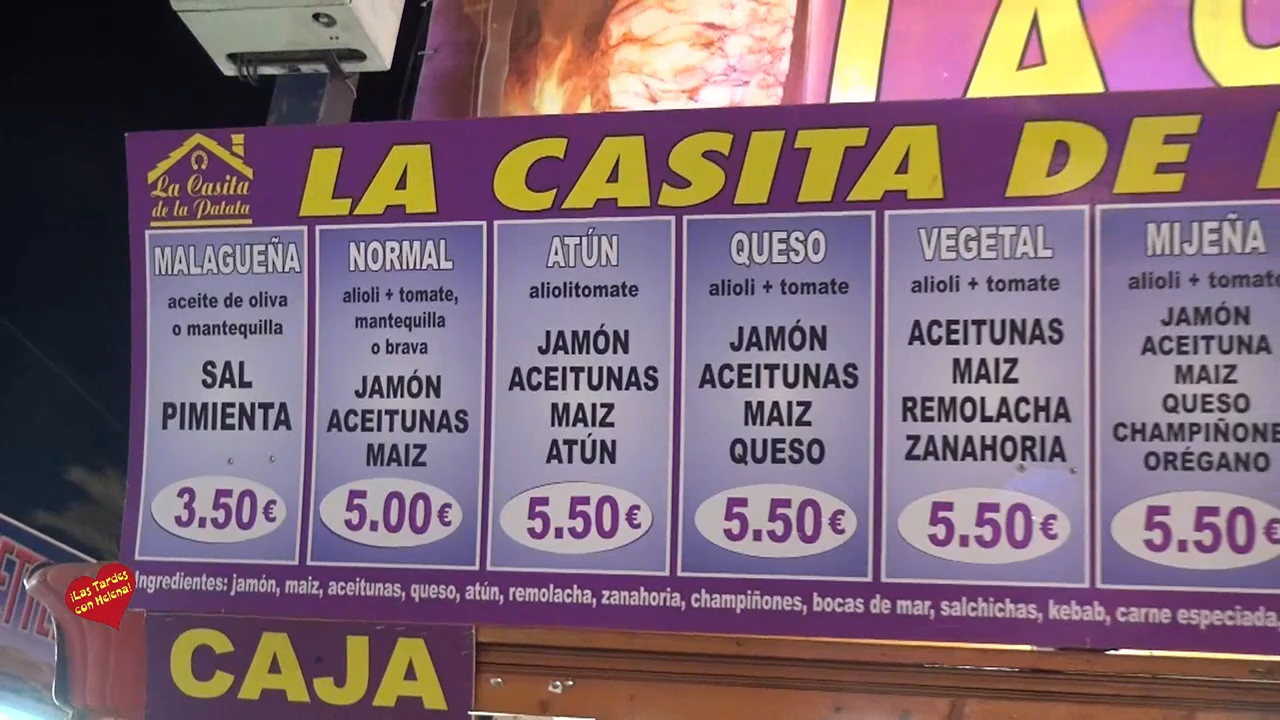 LA
La Casita
de la Patata
LA CASITA DE
MALAGUEÑA
aceite de oliva
o mantequilla
SAL
PIMIENTA
3.50€
NORMAL
alioli + tomate,
mantequilla
o brava
JAMÓN
ACEITUNAS
MAIZ
5.00€
ATÚN
aliolitomate
JAMÓN
ACEITUNAS
MAIZ
ATÚN
5.50€
QUESO
alioli + tomate
JAMÓN
ACEITUNAS
MAIZ
QUESO
5.50€
VEGETAL
alioli + tomate
ACEITUNAS
MAIZ
REMOLACHA
ZANAHORIA
5.50€
MIJEÑA
alioli + tomate
JAMÓN
ACEITUNA
MAIZ
QUESO
CHAMPIÑONE
ORÉGANO
5.50€
Ingredientes: jamón, maiz, aceitunas, queso, atún, remolacha, zanahoria, champiñones, bocas de mar, salchichas, kebab, carne especiada,
¡Las Tardes
con Helena!
CAJA